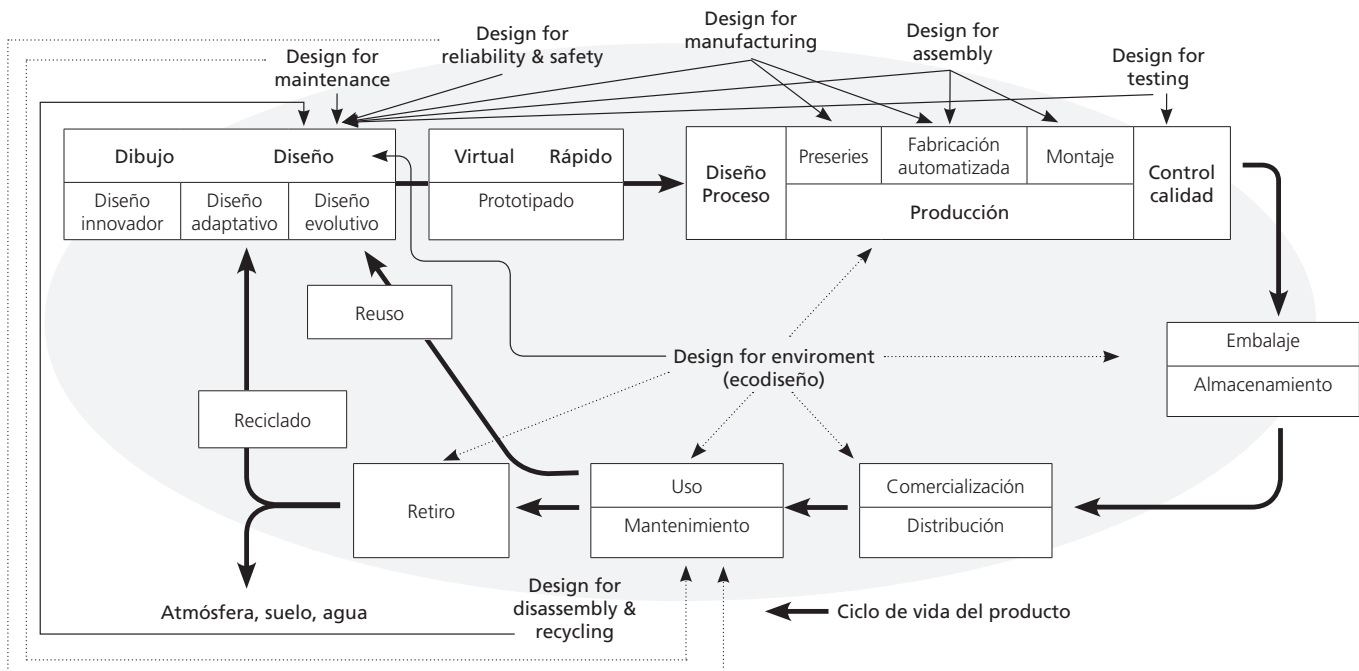 Design for
maintenance
Design for
reliability & safety
Design for
manufacturing
Design for
assembly
Design for
testing
Dibujo
Diseño
Diseño
innovador
Diseño
adaptativo
Diseño
evolutivo
Virtual
Rápido
Prototipado
Diseño
Proceso
Preseries
Fabricación
automatizada
Montaje
Producción
Control
calidad
Reuso
Reciclado
Design for enviroment
(ecodiseño)
Embalaje
Almacenamiento
Retiro
Uso
Mantenimiento
Comercialización
Distribución
Atmósfera, suelo, agua
Design for
disassembly &
recycling
Ciclo de vida del producto